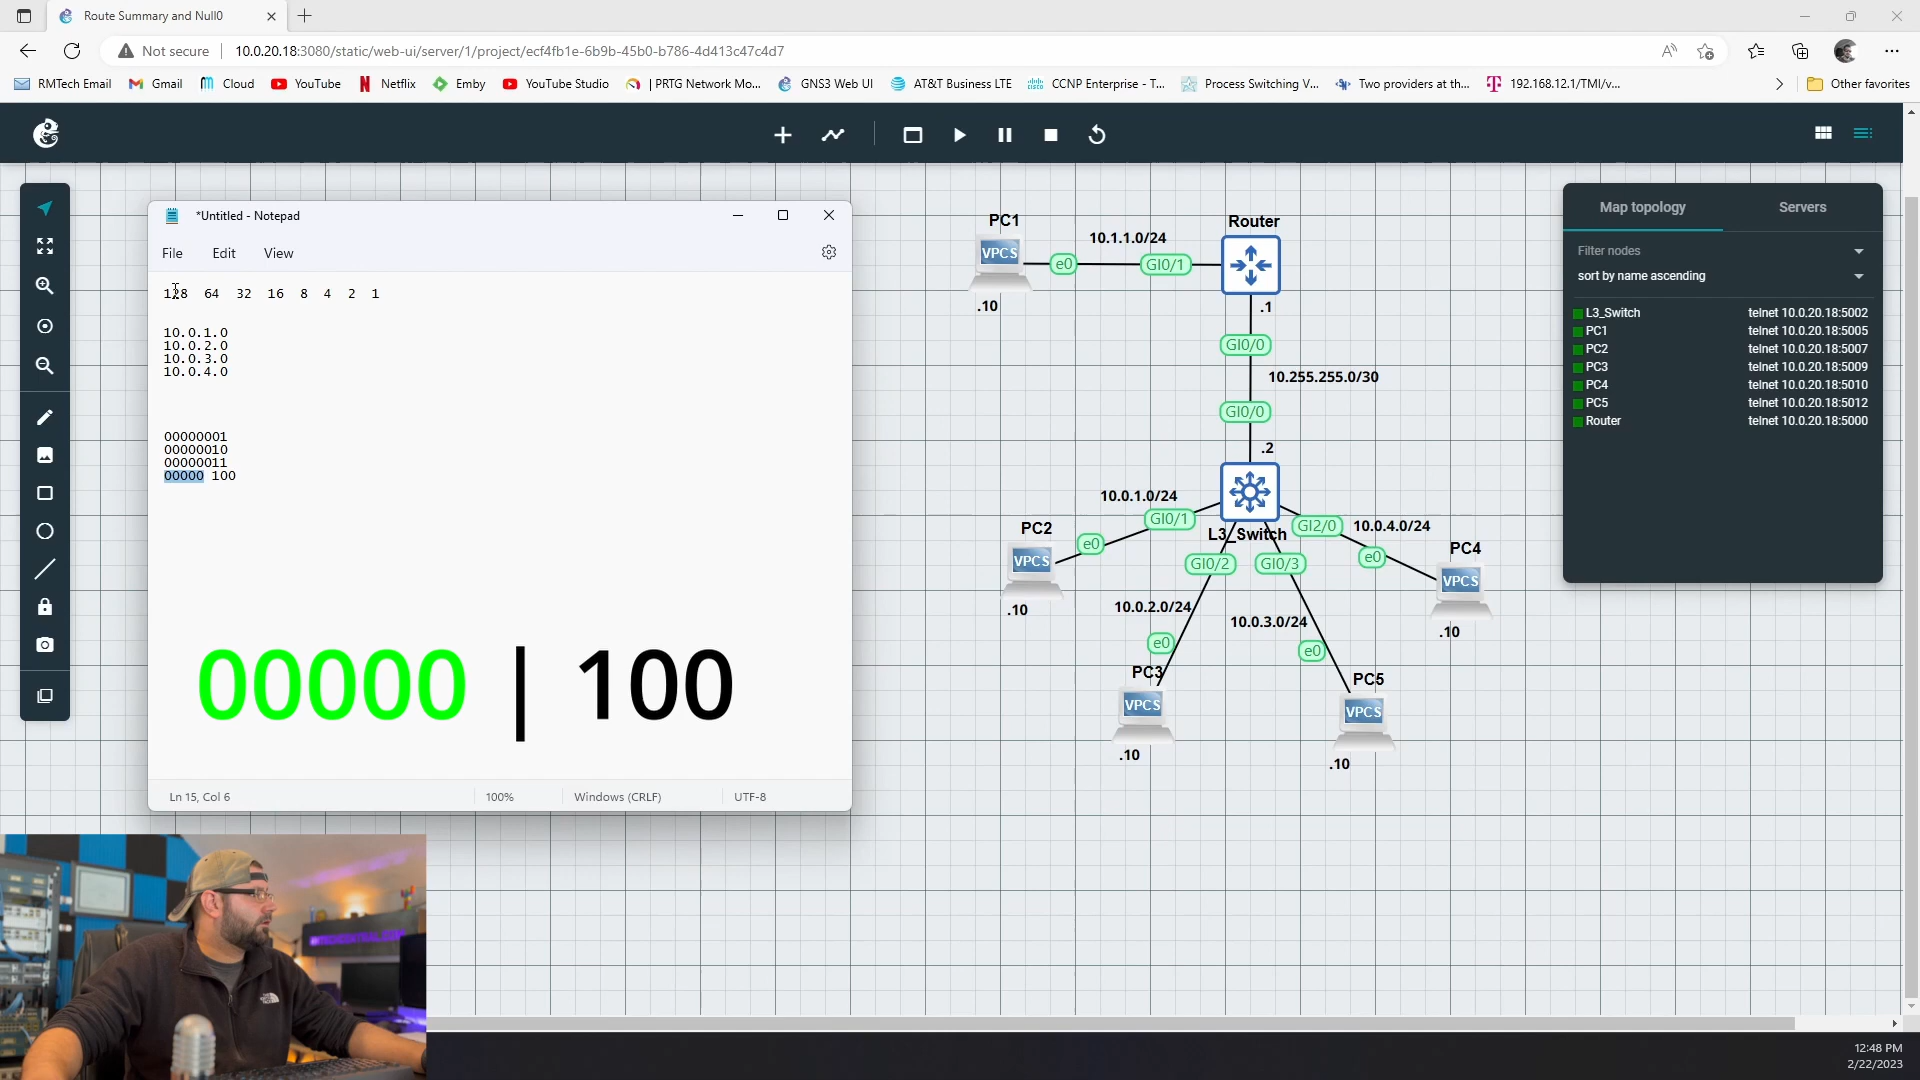 Route Summary and Null0
Not secure
10.0.20.18:3080/static/web-ui/server/1/project/ecf4fb1e-6b9b-45b0-b786-4d413c47c4d7
RMTech Email
Gmail
Cloud
YouTube
Netflix
Emby
YouTube Studio
| PRTG Network Mo...
GNS3 Web UI
AT&T Business LTE
CCNP Enterprise - T...
Process Switching V...
Two providers at th...
192.168.12.1/TMI/v...
Other favorites
*Untitled - Notepad
File Edit View
128 64 32 16 8 4 2 1
10.0.1.0
10.0.2.0
10.0.3.0
10.0.4.0
00000001
00000010
00000011
00000 100
00000 | 100
Ln 15, Col 6
100%
Windows (CRLF)
UTF-8
PC1
VPCS
.10
e0
10.1.1.0/24
GI0/1
Router
.1
GI0/0
10.255.255.0/30
GI0/0
.2
L3_Switch
10.0.1.0/24
GI0/1
e0
PC2
VPCS
.10
GI0/2
10.0.2.0/24
e0
PC3
VPCS
.10
GI0/3
10.0.3.0/24
e0
PC5
VPCS
.10
GI2/0
10.0.4.0/24
e0
PC4
VPCS
.10
Map topology
Servers
Filter nodes
sort by name ascending
L3_Switch telnet 10.0.20.18:5002
PC1 telnet 10.0.20.18:5005
PC2 telnet 10.0.20.18:5007
PC3 telnet 10.0.20.18:5009
PC4 telnet 10.0.20.18:5010
PC5 telnet 10.0.20.18:5012
Router telnet 10.0.20.18:5000
12:48 PM
2/22/2023